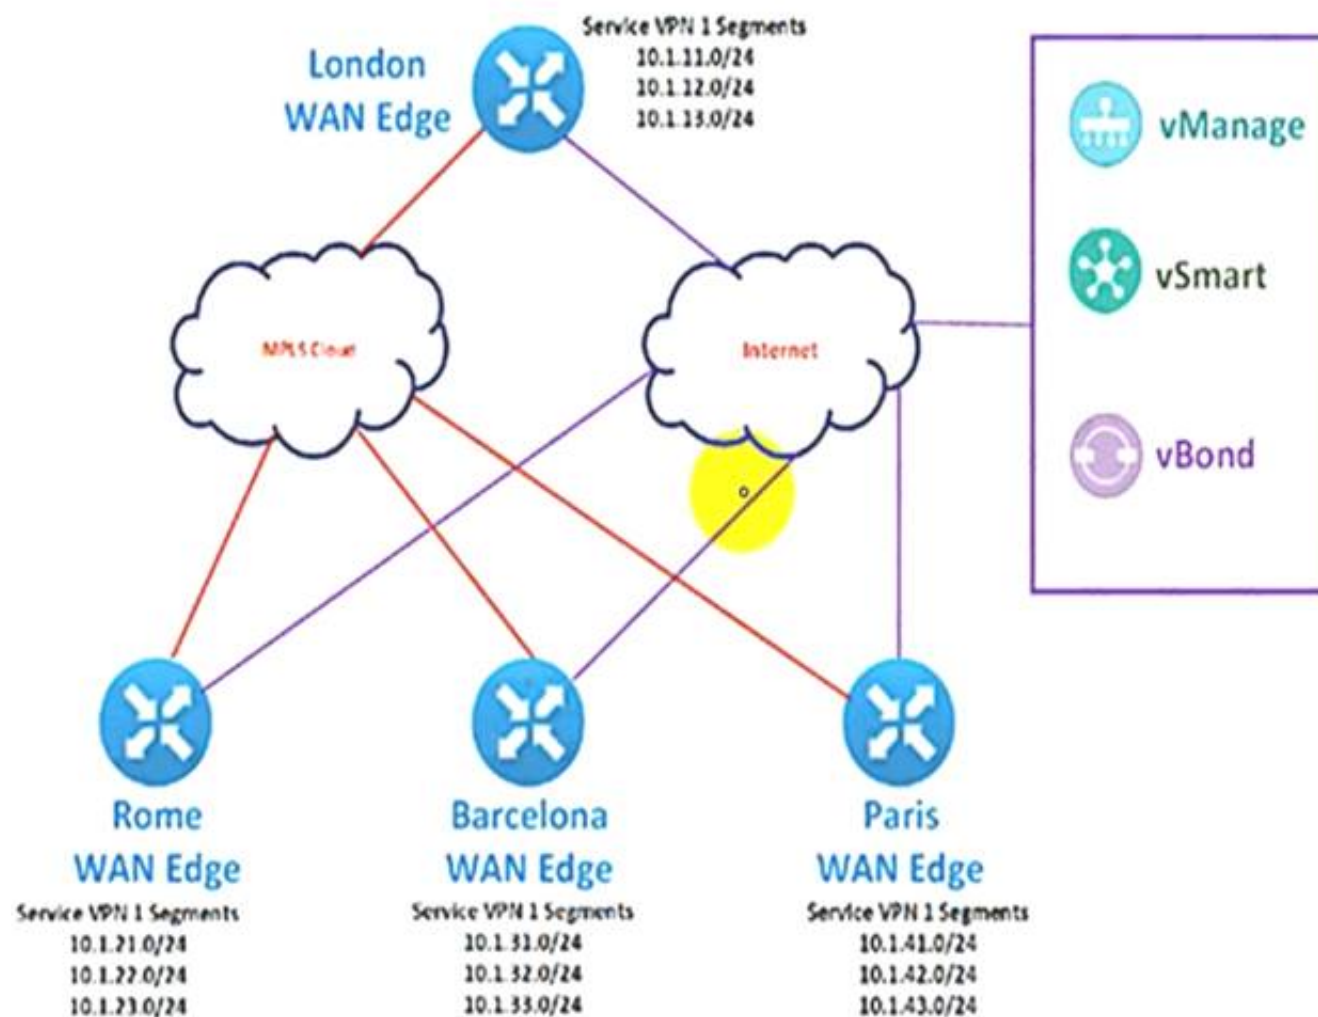 London
WAN Edge
Service VPN 1 Segments
10.1.11.0/24
10.1.12.0/24
10.1.13.0/24
vManage
vSmart
vBond
MPLS Cloud
Internet
Rome
WAN Edge
Service VPN 1 Segments
10.1.21.0/24
10.1.22.0/24
10.1.23.0/24
Barcelona
WAN Edge
Service VPN 1 Segments
10.1.31.0/24
10.1.32.0/24
10.1.33.0/24
Paris
WAN Edge
Service VPN 1 Segments
10.1.41.0/24
10.1.42.0/24
10.1.43.0/24